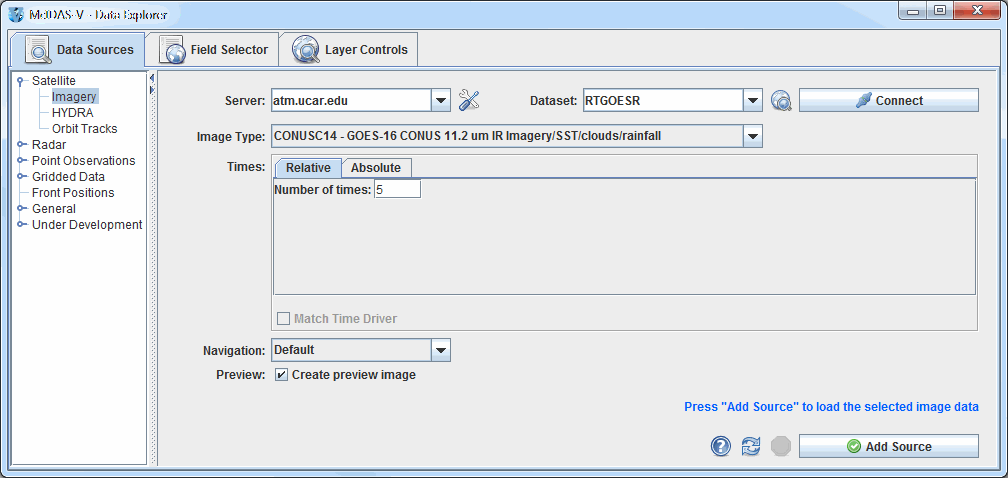 McIDAS-V - Data Explorer
Data Sources
Field Selector
Layer Controls
Satellite
Imagery
HYDRA
Orbit Tracks
Radar
Point Observations
Gridded Data
Front Positions
General
Under Development
Server: atm.ucar.edu Dataset: RTGOESR Connect
Image Type: CONUSC14 - GOES-16 CONUS 11.2 um IR Imagery/SST/clouds/rainfall
Times: Relative Absolute
Number of times: 5
Match Time Driver
Navigation: Default
Preview: Create preview image
Press "Add Source" to load the selected image data
? Add Source